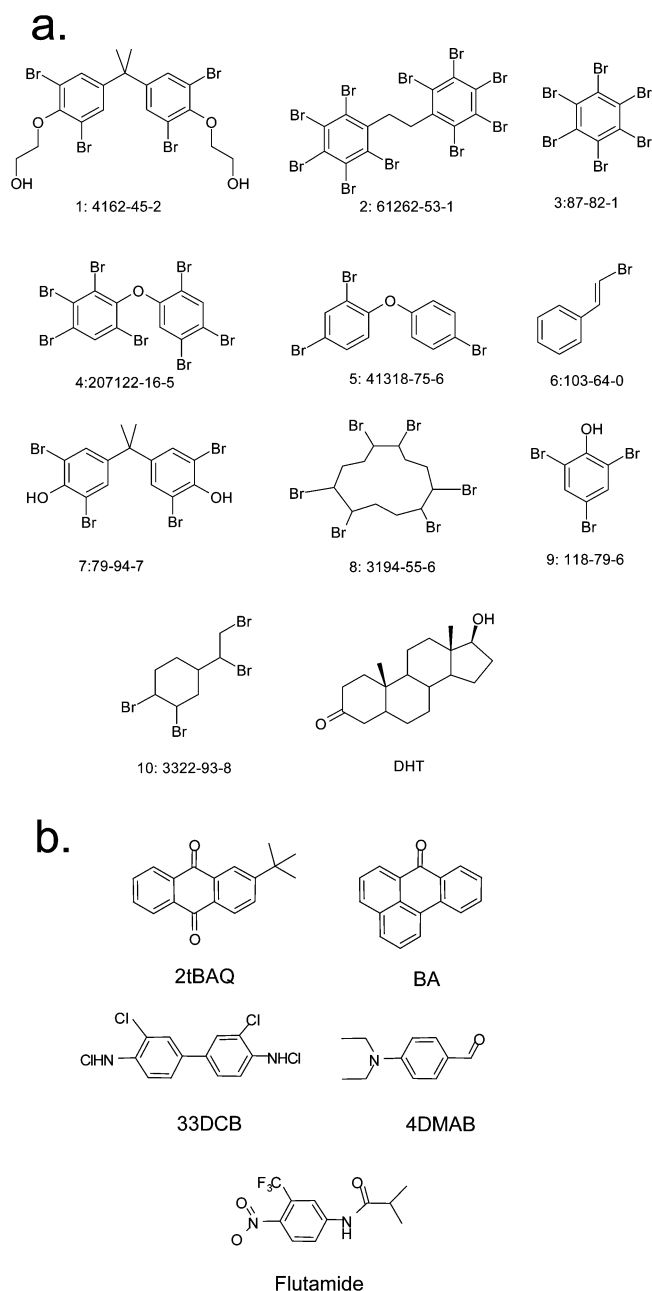 a.
Br
Br
O
Br
Br
O
OH
OH
1: 4162-45-2
Br
Br
Br
Br
Br
Br
Br
Br
Br
Br
2: 61262-53-1
Br
Br
Br
Br
Br
Br
3:87-82-1
Br
Br
Br
O
Br
Br
Br
Br
4:207122-16-5
Br
O
Br
Br
5: 41318-75-6
Br
6:103-64-0
Br
Br
HO
OH
Br
Br
7:79-94-7
Br
Br
Br
Br
Br
Br
8: 3194-55-6
OH
Br
Br
Br
9: 118-79-6
Br
Br
Br
Br
10: 3322-93-8
OH
O
DHT
b.
O
O
2tBAQ
O
BA
Cl
Cl
ClHN
NHCl
33DCB
N
O
4DMAB
F3C
O
O
N
O
N
H
Flutamide